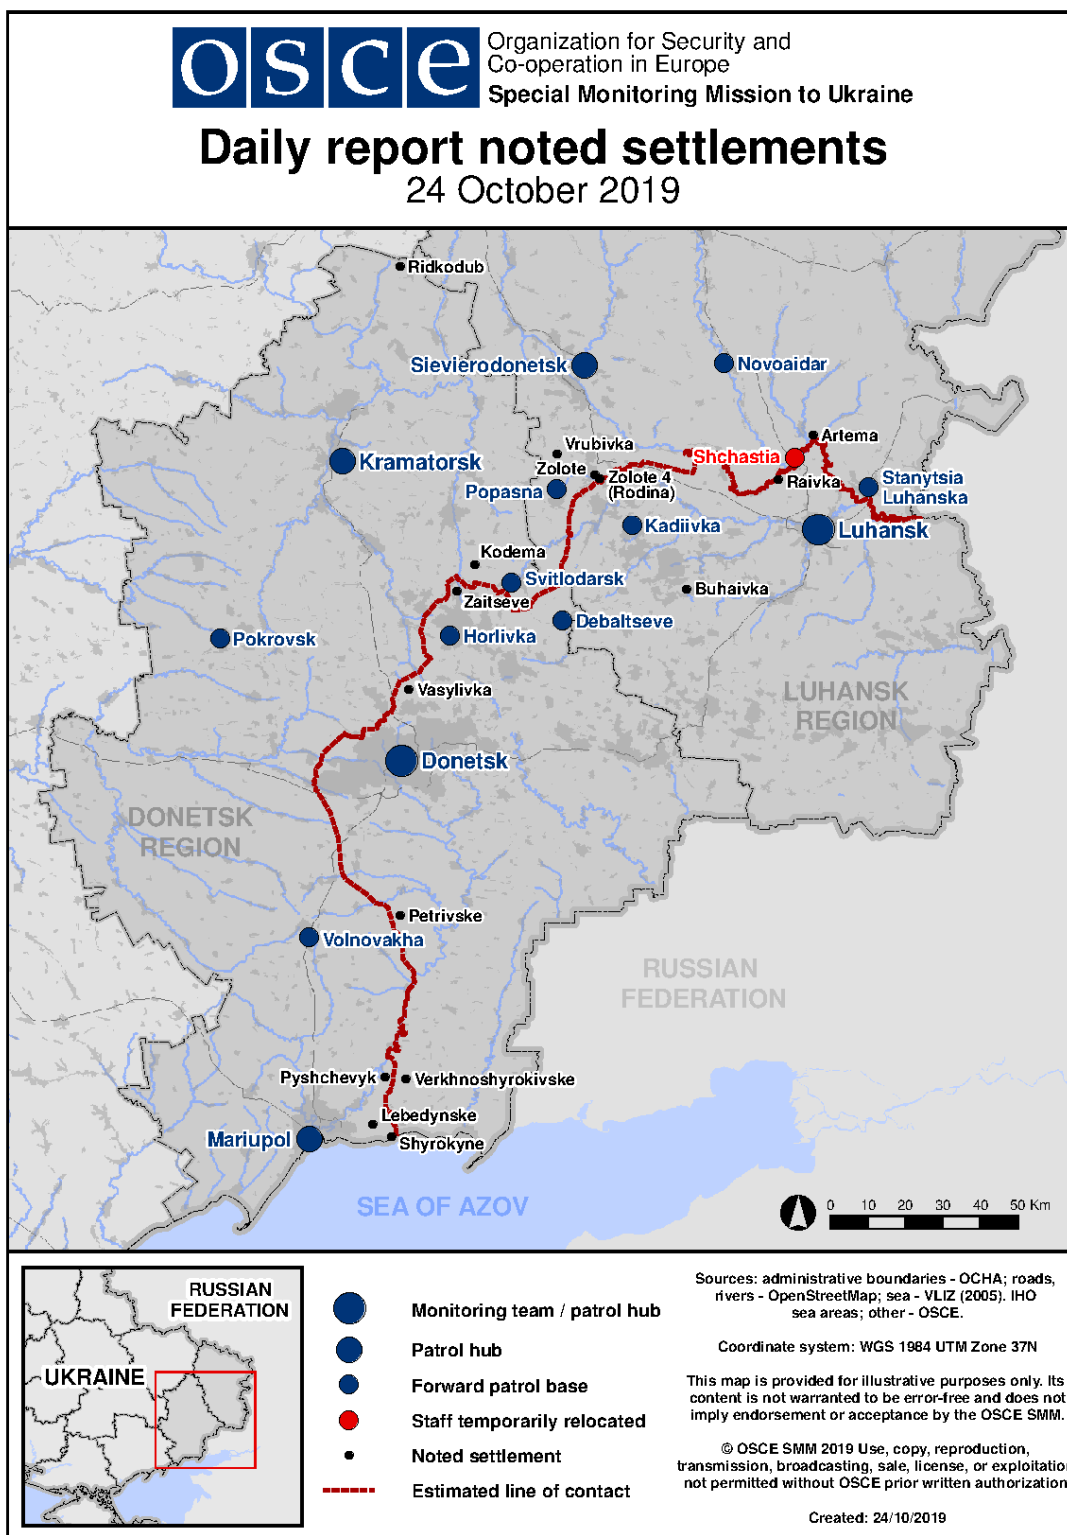 osce
Organization for Security and
Co-operation in Europe
Special Monitoring Mission to Ukraine
Daily report noted settlements
24 October 2019
Ridkodub
Sievierodonetsk
Novoaidar
Artema
Vrubivka
Shchastia
Kramatorsk
Zolote
Zolote 4
(Rodina)
Raivka
Stanytsia
Luhanska
Popasna
Kadiivka
Luhansk
Kodema
Svitlodarsk
Zaitseve
Buhaivka
Debaltseve
Pokrovsk
Horlivka
Vasylivka
LUHANSK
REGION
Donetsk
DONETSK
REGION
Petrivske
Volnovakha
RUSSIAN
FEDERATION
Pyshchevyk
Verkhnoshyrokivske
Lebedynske
Mariupol
Shyrokyne
SEA OF AZOV
0 10 20 30 40 50 Km
RUSSIAN
FEDERATION
UKRAINE
Monitoring team / patrol hub
Patrol hub
Forward patrol base
Staff temporarily relocated
Noted settlement
Estimated line of contact
Sources: administrative boundaries - OCHA; roads,
rivers - OpenStreetMap; sea - VLIZ (2005). IHO
sea areas; other - OSCE.
Coordinate system: WGS 1984 UTM Zone 37N
This map is provided for illustrative purposes only. Its
content is not warranted to be error-free and does not
imply endorsement or acceptance by the OSCE SMM.
© OSCE SMM 2019 Use, copy, reproduction,
transmission, broadcasting, sale, license, or exploitation
not permitted without OSCE prior written authorization
Created: 24/10/2019